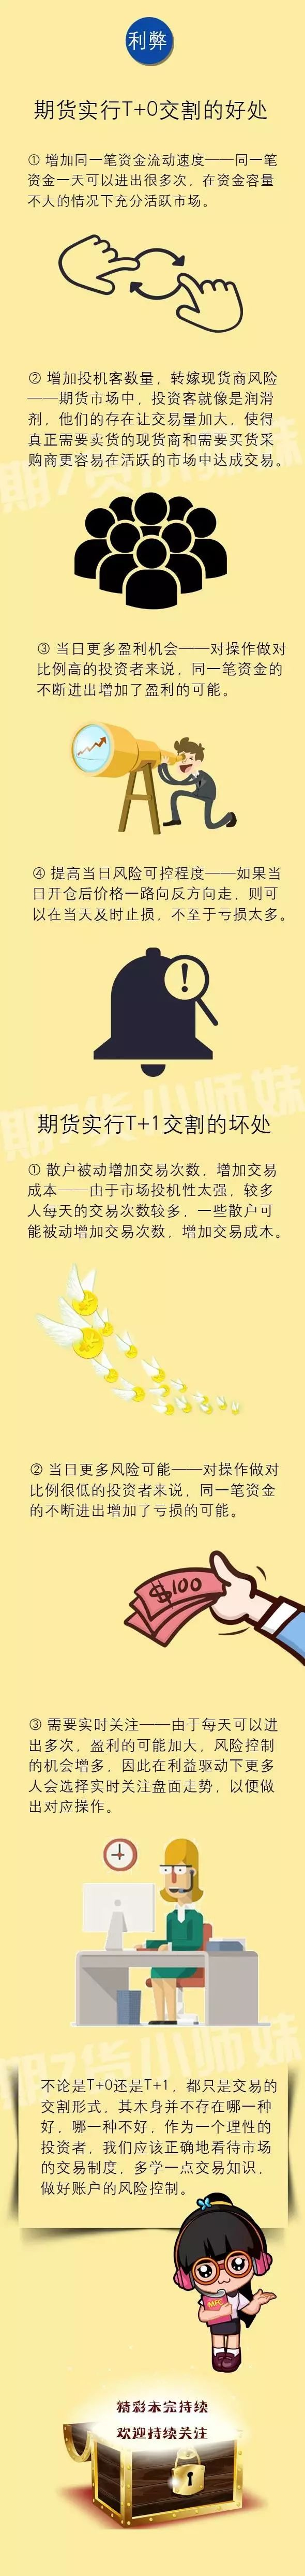 利弊
期货实行T+0交割的好处
① 增加同一笔资金流动速度——同一笔
资金一天可以进出很多次，在资金容量
不大的情况下充分活跃市场。
② 增加投机客数量，转嫁现货商风险
——期货市场中，投资客就像是润滑
剂，他们的存在让交易量加大，使得
真正需要卖货的现货商和需要买货采
购商更容易在活跃的市场中达成交易。
期7货小师妹
③ 当日更多盈利机会——对操作做对
比例高的投资者来说，同一笔资金的
不断进出增加了盈利的可能。
④ 提高当日风险可控程度——如果当
日开仓后价格一路向反方向走，则可
以在当天及时止损，不至于亏损太多。
期7货小师妹
期货实行T+1交割的坏处
① 散户被动增加交易次数，增加交易
成本——由于市场投机性太强，较多
人每天的交易次数较多，一些散户可
能被动增加交易次数，增加交易成本。
② 当日更多风险可能——对操作做对
比例很低的投资者来说，同一笔资金
的不断进出增加了亏损的可能。
$100
③ 需要实时关注——由于每天可以进
出多次，盈利的可能加大，风险控制
的机会增多，因此在利益驱动下更多
人会选择实时关注盘面走势，以便做
出对应操作。
期7货小师妹
不论是T+0还是T+1，都只是交易的
交割形式，其本身并不存在哪一种
好，哪一种不好，作为一个理性的
投资者，我们应该正确地看待市场
的交易制度，多学一点交易知识，
做好账户的风险控制。
精彩未完待续
欢迎持续关注